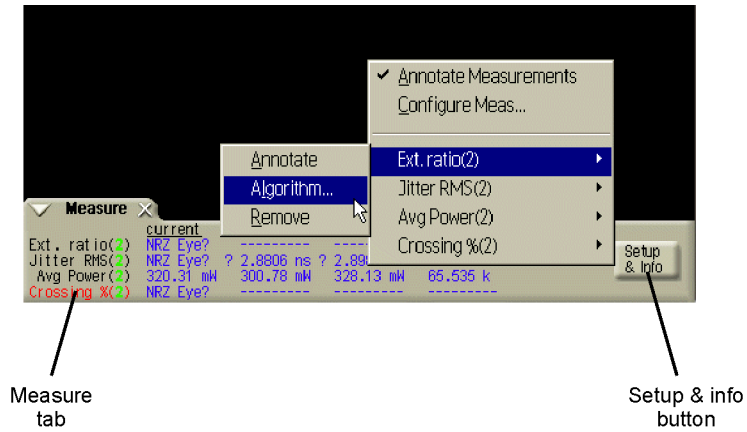 Annotate Measurements
Configure Meas...
Annotate
Algorithm...
Remove
Ext. ratio(2)
Jitter RMS(2)
Avg Power(2)
Crossing %(2)
Measure
current
Ext. ratio(2) NRZ Eye? --------- -----
Jitter RMS(2) NRZ Eye? ? 2.8806 ns ? 2.89
Avg Power(2) 320.31 mW 300.78 mW 328.13 mW 65.535 k
Crossing %(2) NRZ Eye? --------- --------- ---------
Setup
& Info
Measure
tab
Setup & info
button